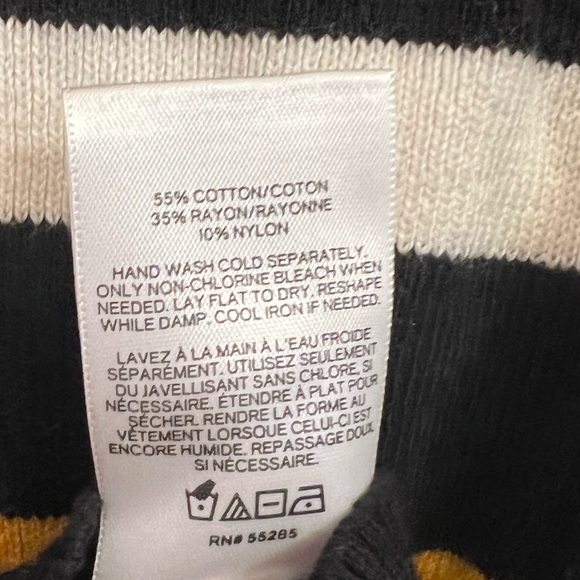 55% COTTON/COTON
35% RAYON/RAYONNE
10% NYLON
HAND WASH COLD SEPARATELY.
ONLY NON-CHLORINE BLEACH WHEN
NEEDED. LAY FLAT TO DRY, RESHAPE
WHILE DAMP. COOL IRON IF NEEDED.
LAVEZ À LA MAIN À L'EAU FROIDE
SÉPARÉMENT. UTILISEZ SEULEMENT
DU JAVELLISANT SANS CHLORE, SI
NÉCESSAIRE. ÉTENDRE À PLAT POUR
SÉCHER. RENDRE LA FORME AU
VÊTEMENT LORSQUE CELUI-CI EST
ENCORE HUMIDE. REPASSAGE DOUX
SI NÉCESSAIRE.
RN# 55285